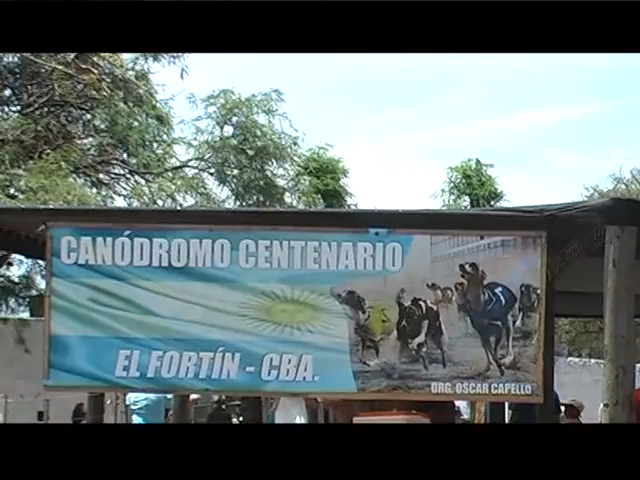 CANÓDROMO CENTENARIO
EL FORTÍN - CBA.
ORG. OSCAR CAPELLO